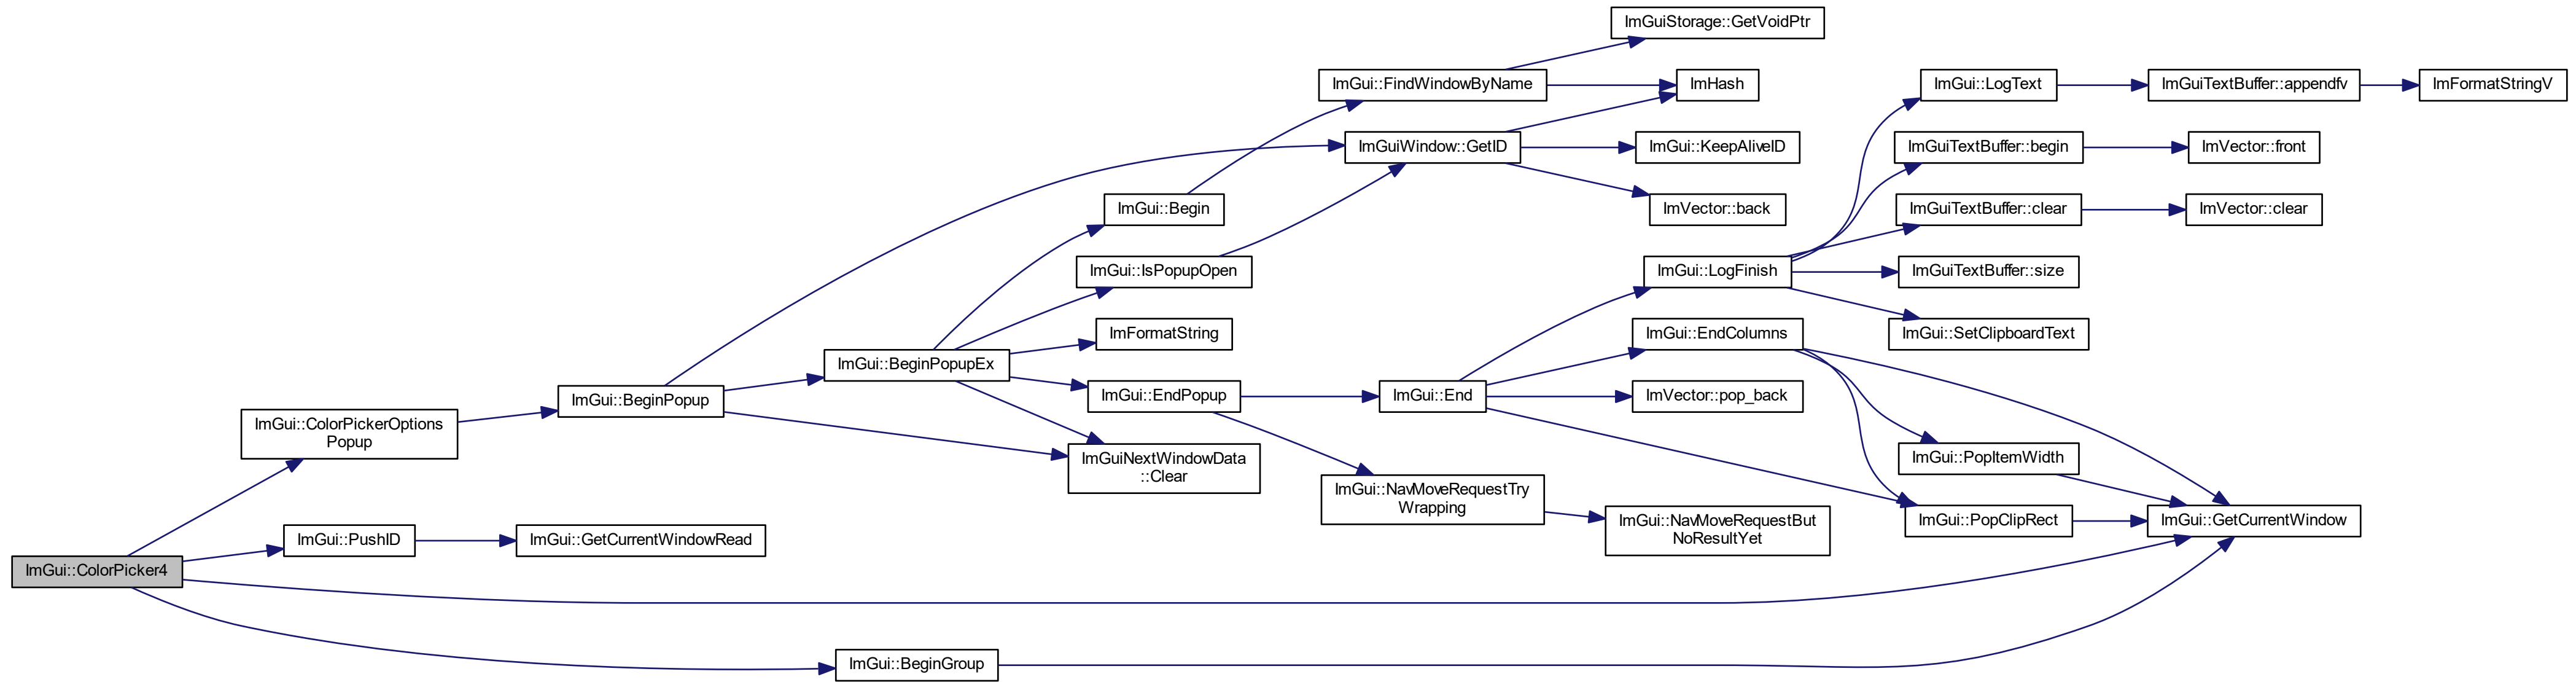 ImGuiStorage::GetVoidPtr
ImGui::FindWindowByName
ImHash
ImGui::LogText
ImGuiTextBuffer::appendfv
ImFormatStringV
ImGuiWindow::GetID
ImGui::KeepAliveID
ImGuiTextBuffer::begin
ImVector::front
ImGui::Begin
ImVector::back
ImGuiTextBuffer::clear
ImVector::clear
ImGui::IsPopupOpen
ImGui::LogFinish
ImGuiTextBuffer::size
ImFormatString
ImGui::EndColumns
ImGui::SetClipboardText
ImGui::BeginPopupEx
ImGui::BeginPopup
ImGui::EndPopup
ImGui::End
ImVector::pop_back
ImGui::ColorPickerOptions
Popup
ImGuiNextWindowData
::Clear
ImGui::PopItemWidth
ImGui::NavMoveRequestTry
Wrapping
ImGui::NavMoveRequestBut
NoResultYet
ImGui::PopClipRect
ImGui::GetCurrentWindow
ImGui::PushID
ImGui::GetCurrentWindowRead
ImGui::ColorPicker4
ImGui::BeginGroup